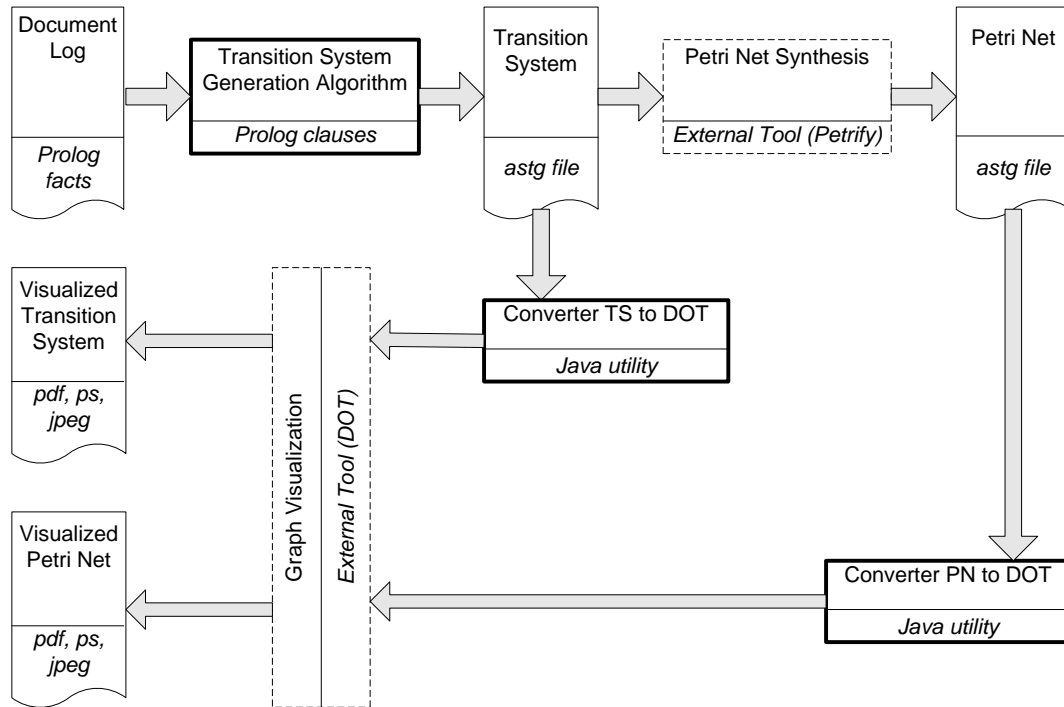 Document
Log
Prolog
facts
Transition System
Generation Algorithm
Prolog clauses
Transition
System
astg file
Petri Net Synthesis
External Tool (Petrify)
Petri Net
astg file
Visualized
Transition
System
pdf, ps,
jpeg
Graph Visualization
External Tool (DOT)
Converter TS to DOT
Java utility
Visualized
Petri Net
pdf, ps,
jpeg
Converter PN to DOT
Java utility